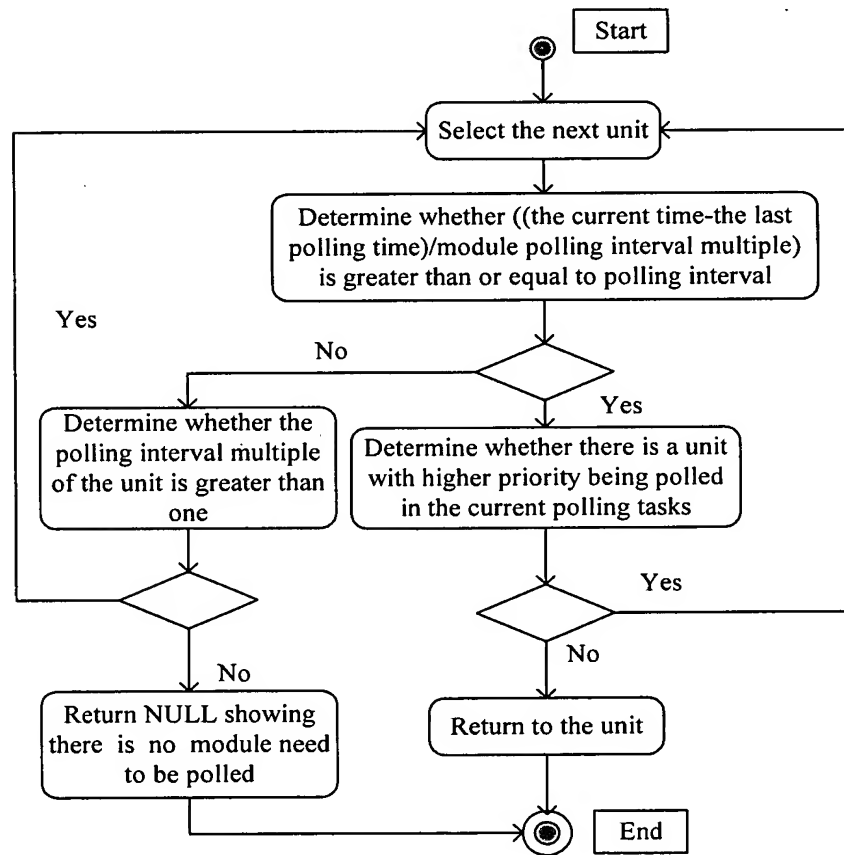 Start
Select the next unit
Determine whether ((the current time-the last
polling time)/module polling interval multiple)
is greater than or equal to polling interval
Yes
No
Yes
Determine whether the
polling interval multiple
of the unit is greater than
one
Determine whether there is a unit
with higher priority being polled
in the current polling tasks
Yes
No
No
Return NULL showing
there is no module need
to be polled
Return to the unit
End